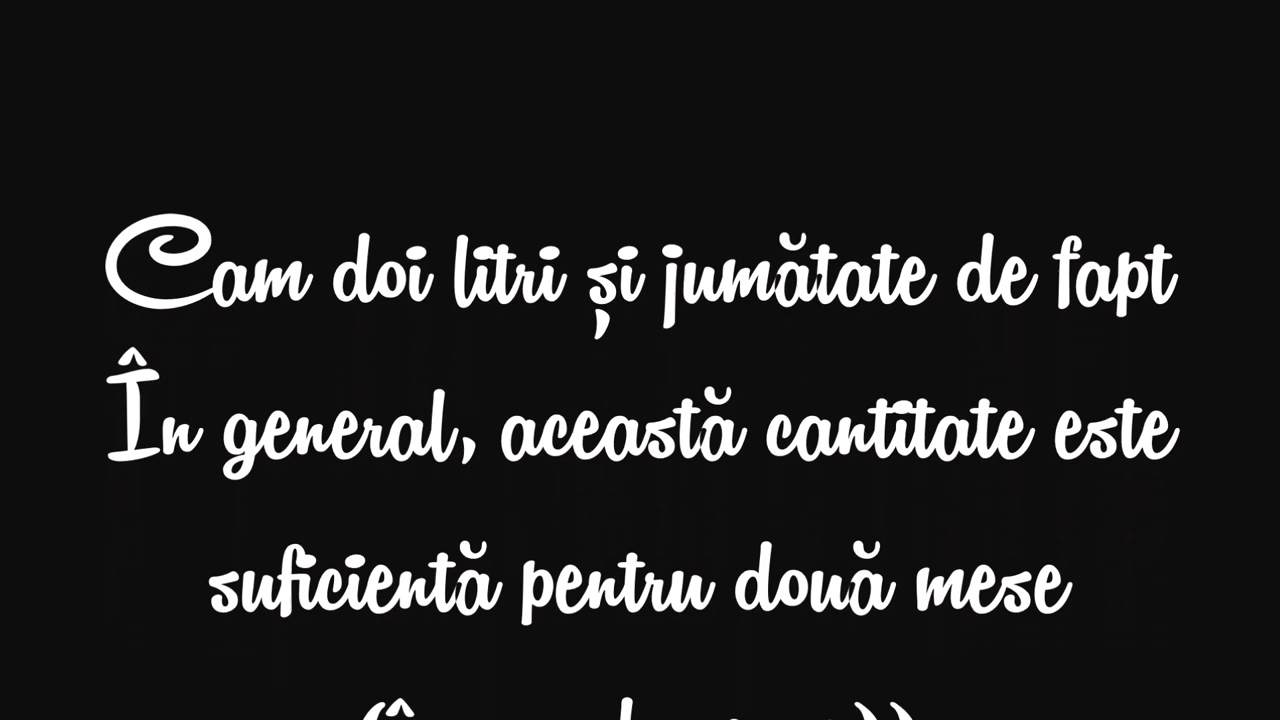 Cam doi litri și jumătate de fapt
În general, această cantitate este
suficientă pentru două mese